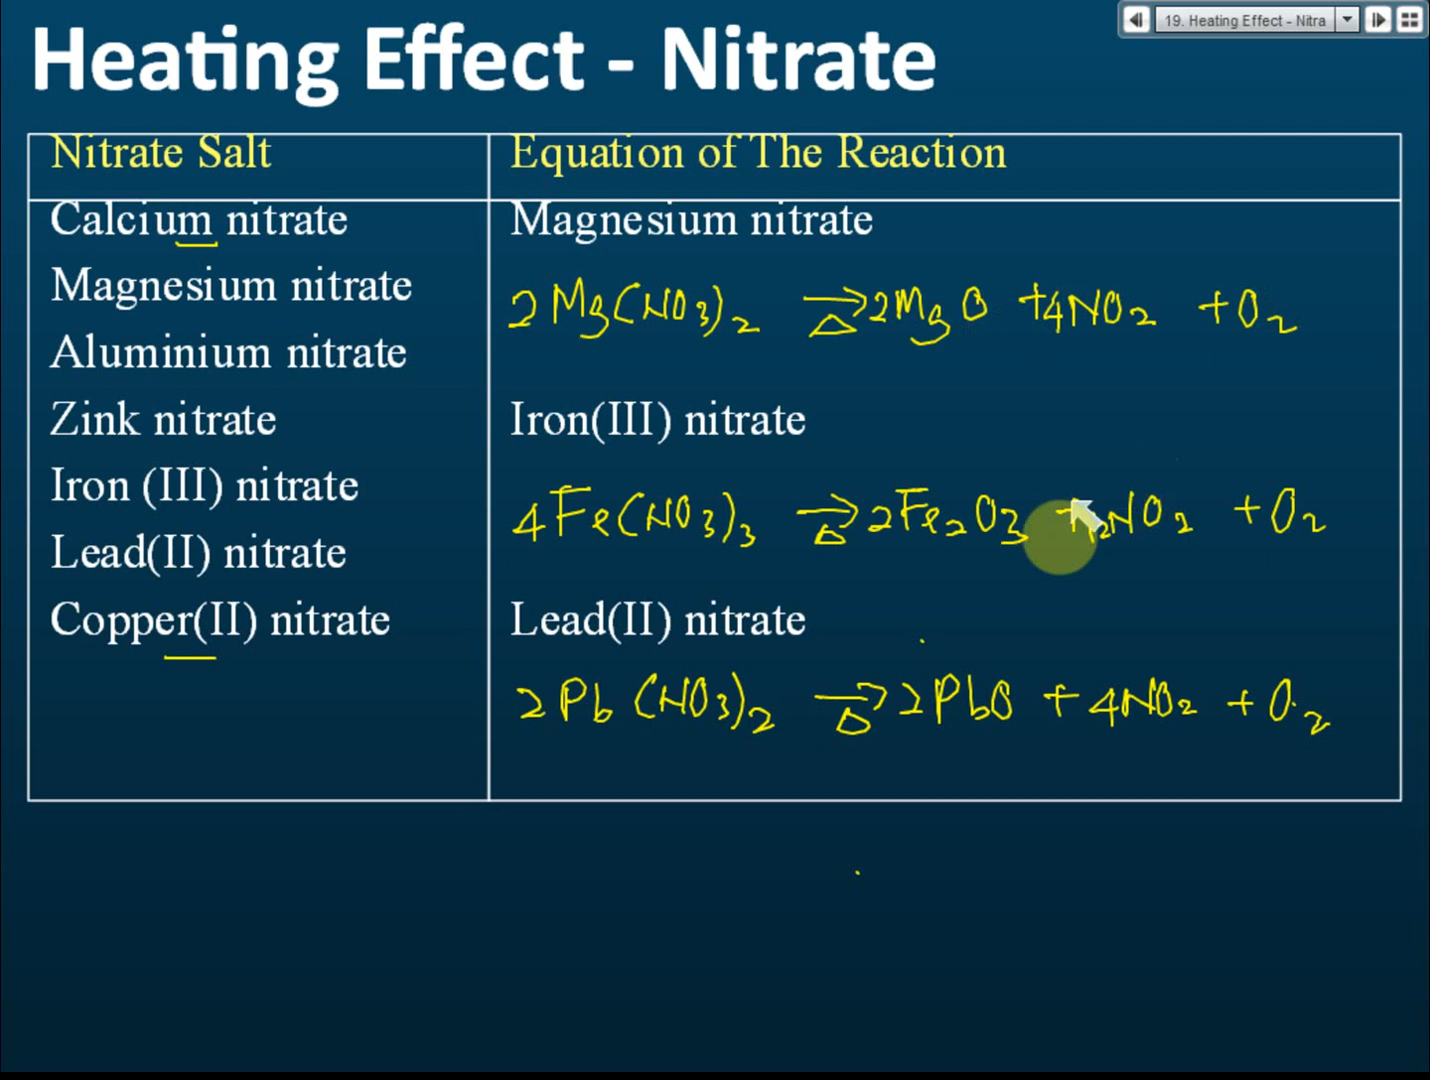 19. Heating Effect - Nitra
Heating Effect - Nitrate
Nitrate Salt
Equation of The Reaction
Calcium nitrate
Magnesium nitrate
Magnesium nitrate
2Mg(NO3)2 → Δ 2MgO + 4NO2 + O2
Aluminium nitrate
Zink nitrate
Iron(III) nitrate
Iron (III) nitrate
4Fe(NO3)3 → Δ 2Fe2O3 + NO2 + O2
Lead(II) nitrate
Copper(II) nitrate
Lead(II) nitrate
2Pb(NO3)2 → Δ 2PbO + 4NO2 + O2